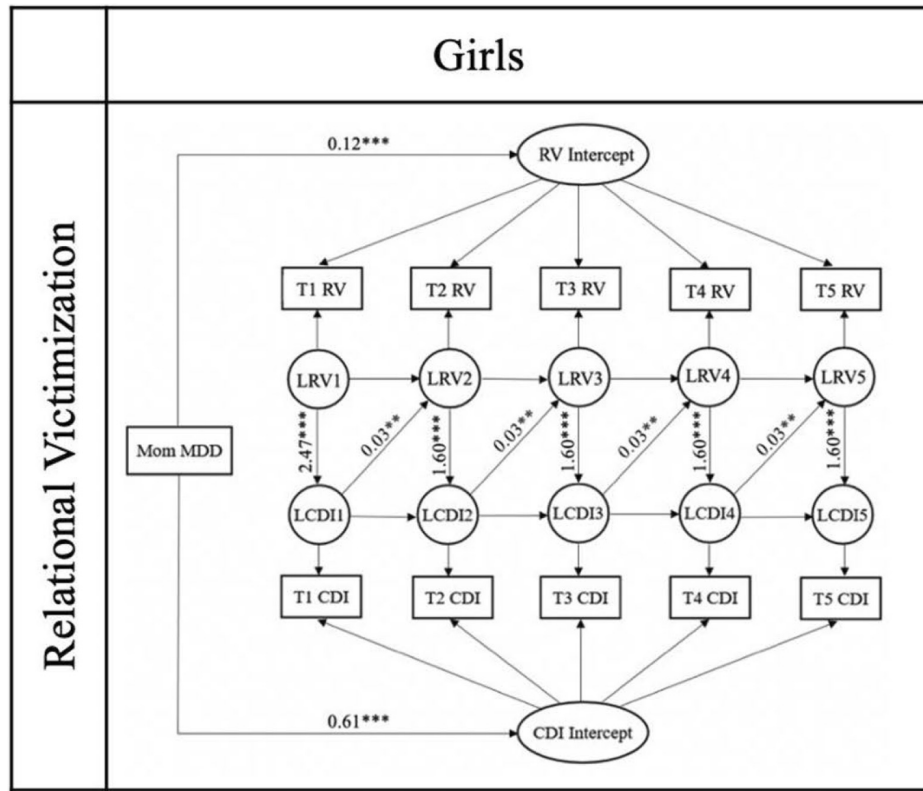 Girls
Relational Victimization
0.12***
RV Intercept
T1 RV
T2 RV
T3 RV
T4 RV
T5 RV
LRV1
LRV2
LRV3
LRV4
LRV5
Mom MDD
2.47***
0.03**
1.60***
0.03**
1.60***
0.03**
1.60***
0.03**
1.60***
LCDI1
LCDI2
LCDI3
LCDI4
LCDI5
T1 CDI
T2 CDI
T3 CDI
T4 CDI
T5 CDI
0.61***
CDI Intercept